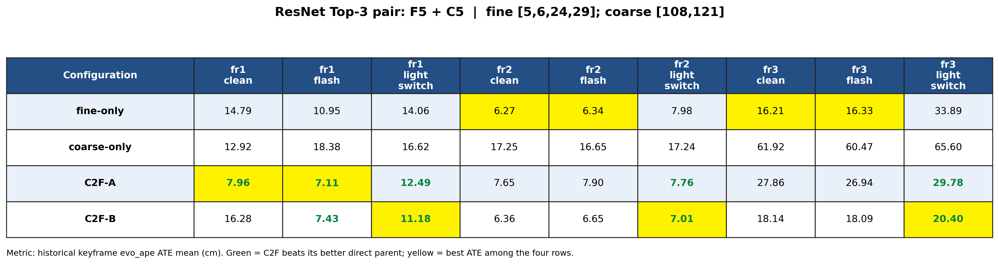 ResNet Top-3 pair: F5 + C5 | fine [5,6,24,29]; coarse [108,121]
Configuration
fr1
clean
fr1
flash
fr1
light
switch
fr2
clean
fr2
flash
fr2
light
switch
fr3
clean
fr3
flash
fr3
light
switch
fine-only 14.79 10.95 14.06 6.27 6.34 7.98 16.21 16.33 33.89
coarse-only 12.92 18.38 16.62 17.25 16.65 17.24 61.92 60.47 65.60
C2F-A 7.96 7.11 12.49 7.65 7.90 7.76 27.86 26.94 29.78
C2F-B 16.28 7.43 11.18 6.36 6.65 7.01 18.14 18.09 20.40
Metric: historical keyframe evo_ape ATE mean (cm). Green = C2F beats its better direct parent; yellow = best ATE among the four rows.